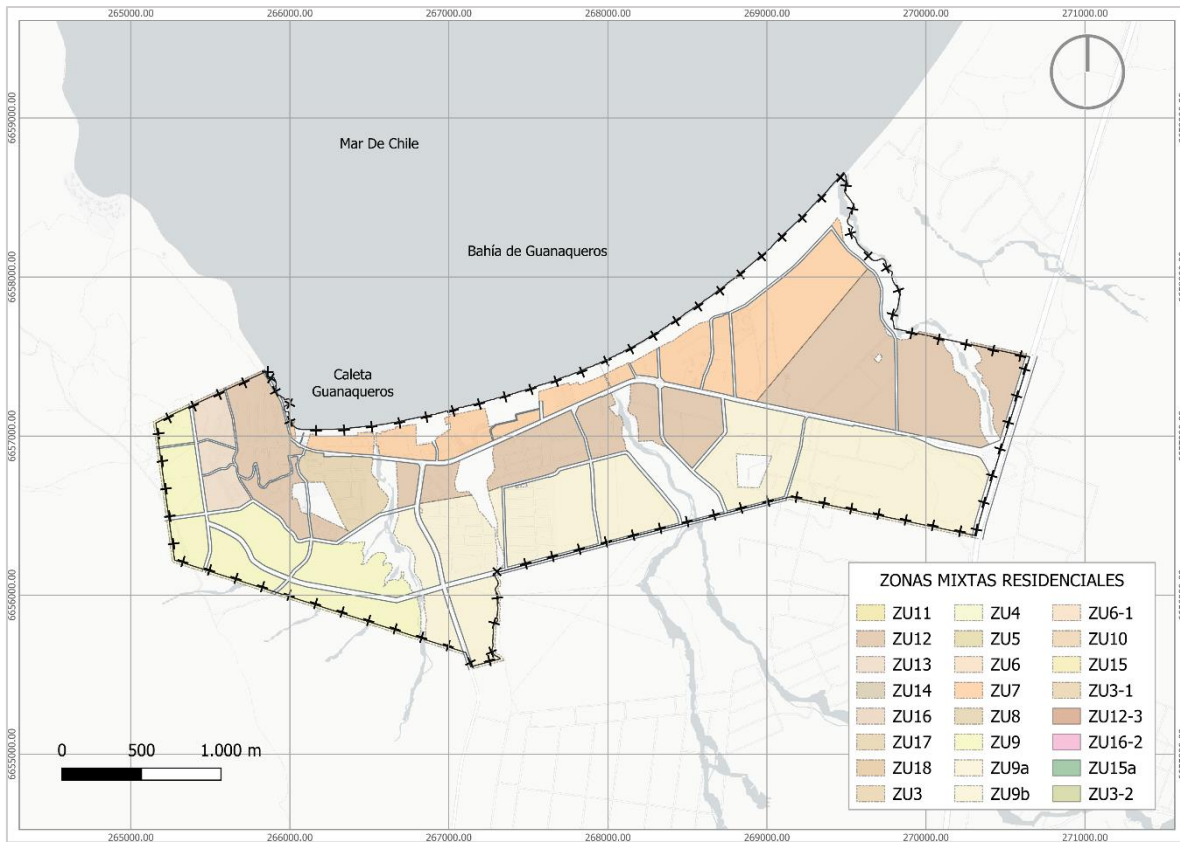 265000.00 266000.00 267000.00 268000.00 269000.00 270000.00 271000.00
6659000.00
Mar De Chile
Bahía de Guanaqueros
6658000.00
Caleta
Guanaqueros
6657000.00
6656000.00
6655000.00
0 500 1.000 m
ZONAS MIXTAS RESIDENCIALES
ZU11 ZU4 ZU6-1
ZU12 ZU5 ZU10
ZU13 ZU6 ZU15
ZU14 ZU7 ZU3-1
ZU16 ZU8 ZU12-3
ZU17 ZU9 ZU16-2
ZU18 ZU9a ZU15a
ZU3 ZU9b ZU3-2
265000.00 266000.00 267000.00 268000.00 269000.00 270000.00 271000.00